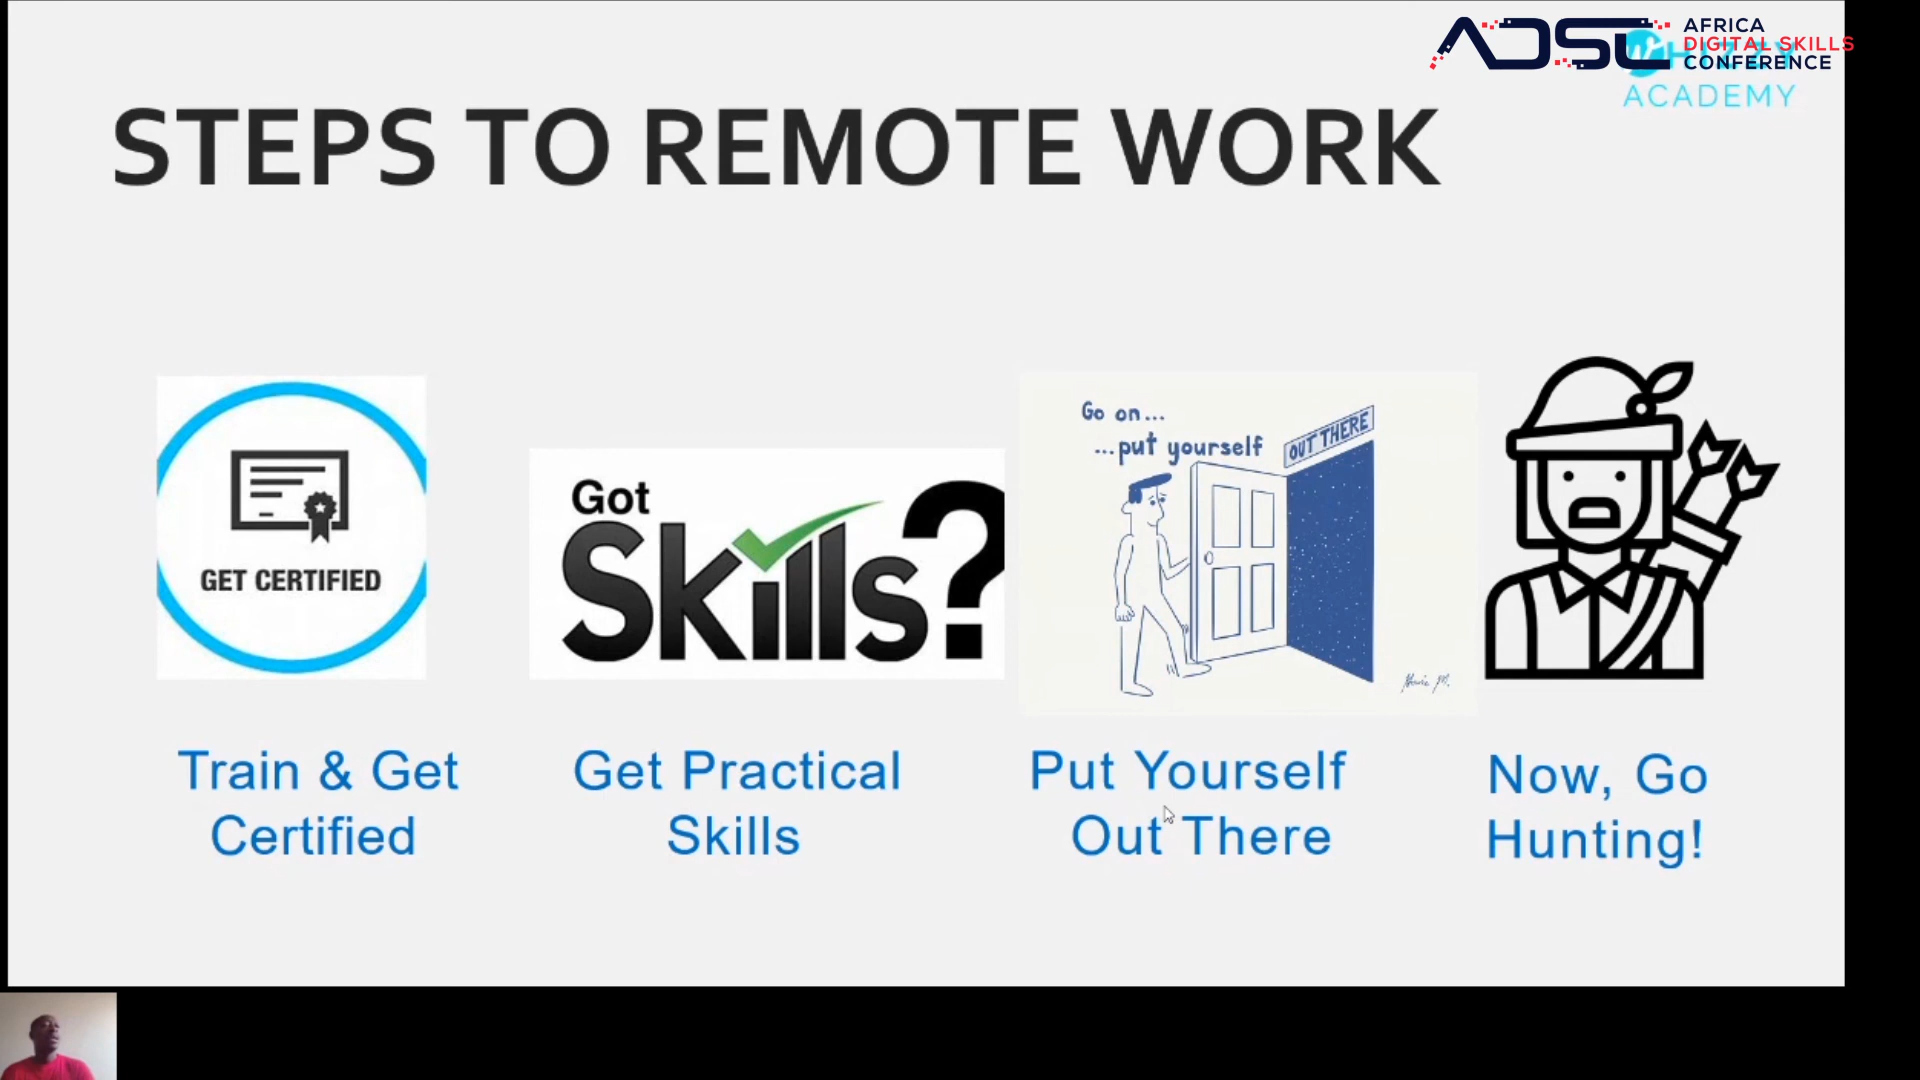 AFRICA
DIGITAL SKILLS
CONFERENCE
ACADEMY
STEPS TO REMOTE WORK
GET CERTIFIED
Got
Skills?
Go on...
...put yourself
OUT THERE
Train & Get
Certified
Get Practical
Skills
Put Yourself
Out There
Now, Go
Hunting!